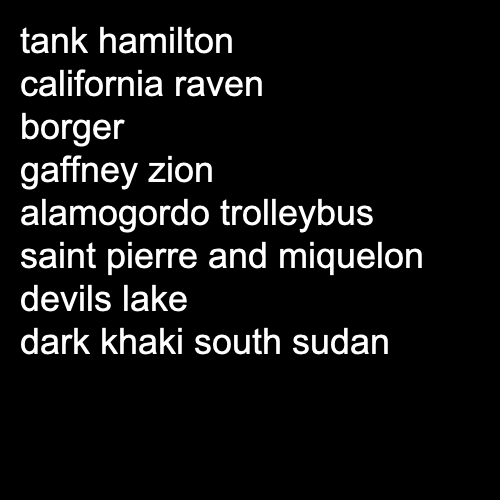 tank hamilton
california raven
borger
gaffney zion
alamogordo trolleybus
saint pierre and miquelon
devils lake
dark khaki south sudan